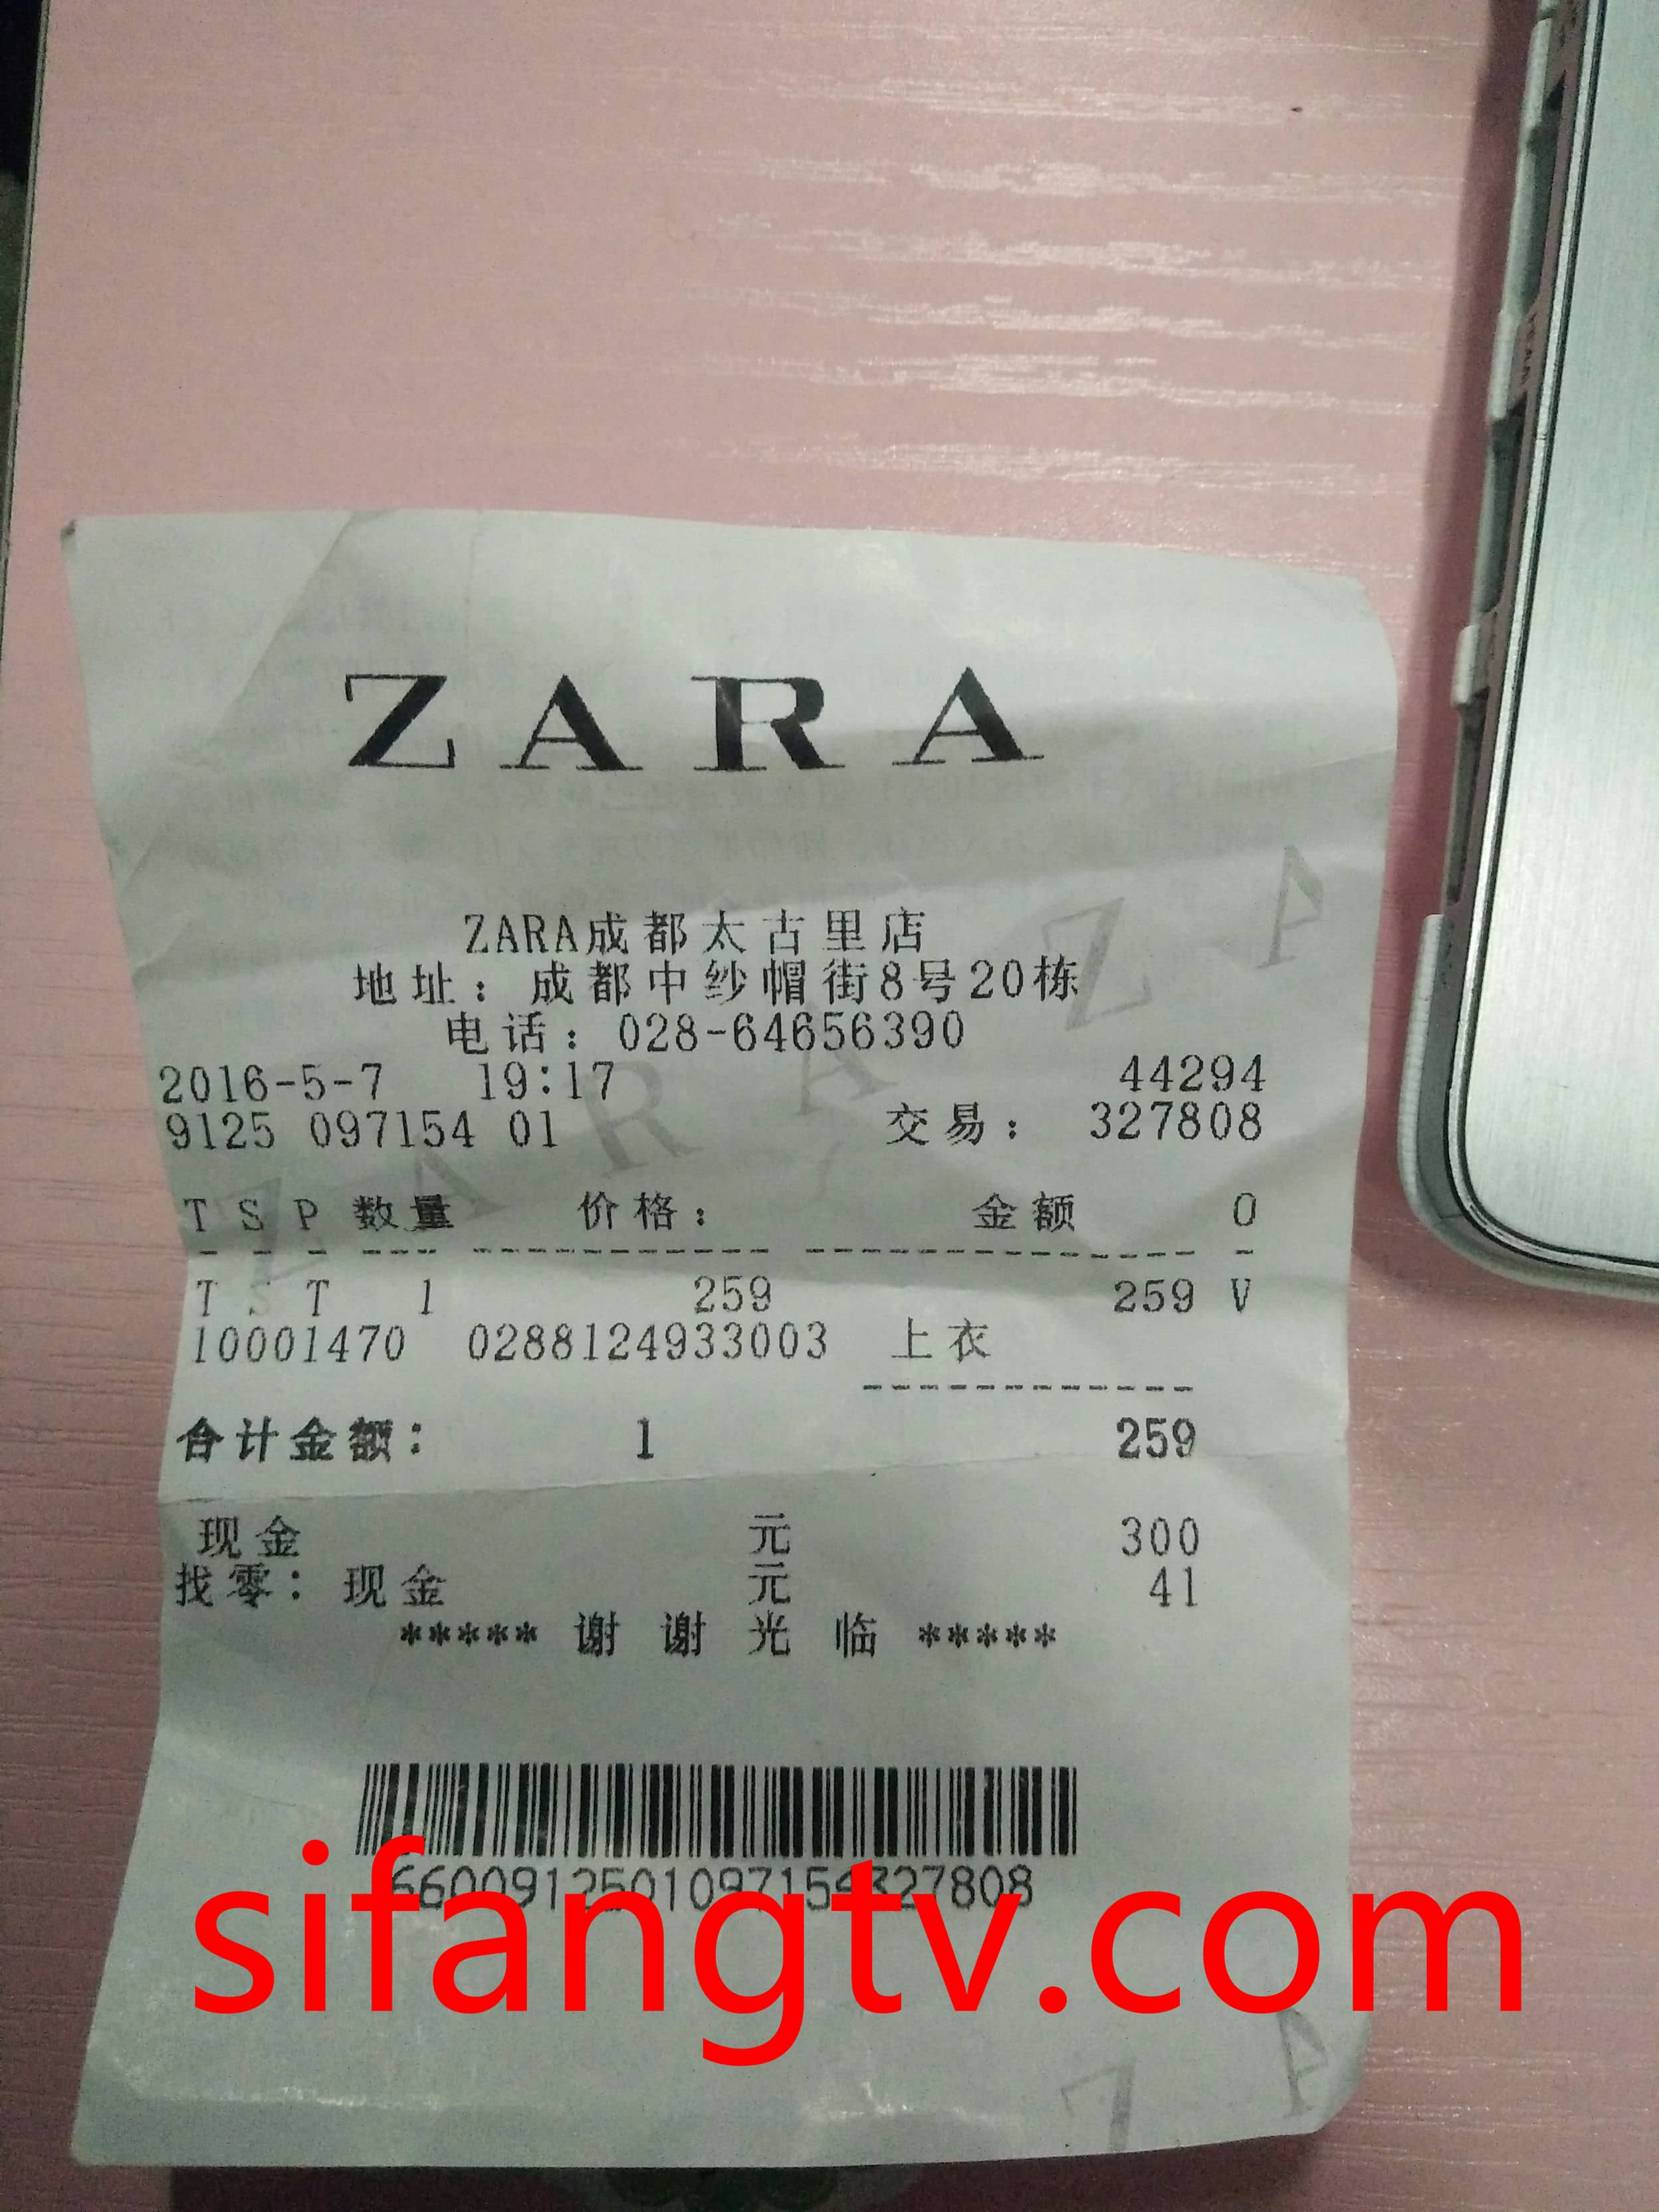 ZARA
ZARA成都太古里店
地址：成都中纱帽街8号20栋
电话：028-64656390
2016-5-7 19:17 44294
9125 097154 01 交易： 327808
T S P 数量 价格： 金额 O
T S T 1 259 259 V
10001470 0288124933003 上衣
合计金额： 1 259
现金 元 300
找零：现金 元 41
***** 谢谢光临 *****
66009125010971543​27808
sifangtv.com